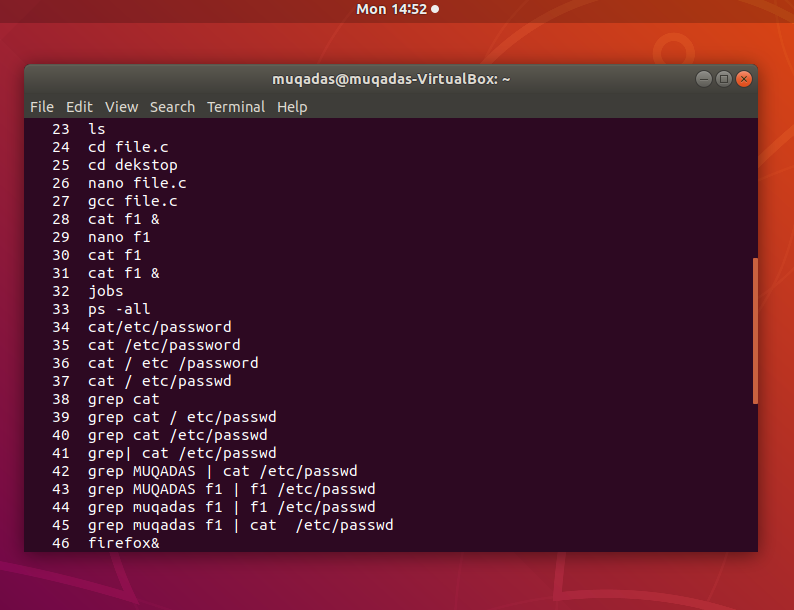 Mon 14:52
muqadas@muqadas-VirtualBox: ~
File Edit View Search Terminal Help
23 ls
24 cd file.c
25 cd dekstop
26 nano file.c
27 gcc file.c
28 cat f1 &
29 nano f1
30 cat f1
31 cat f1 &
32 jobs
33 ps -all
34 cat/etc/password
35 cat /etc/password
36 cat / etc /password
37 cat / etc/passwd
38 grep cat
39 grep cat / etc/passwd
40 grep cat /etc/passwd
41 grep| cat /etc/passwd
42 grep MUQADAS | cat /etc/passwd
43 grep MUQADAS f1 | f1 /etc/passwd
44 grep muqadas f1 | f1 /etc/passwd
45 grep muqadas f1 | cat  /etc/passwd
46 firefox&